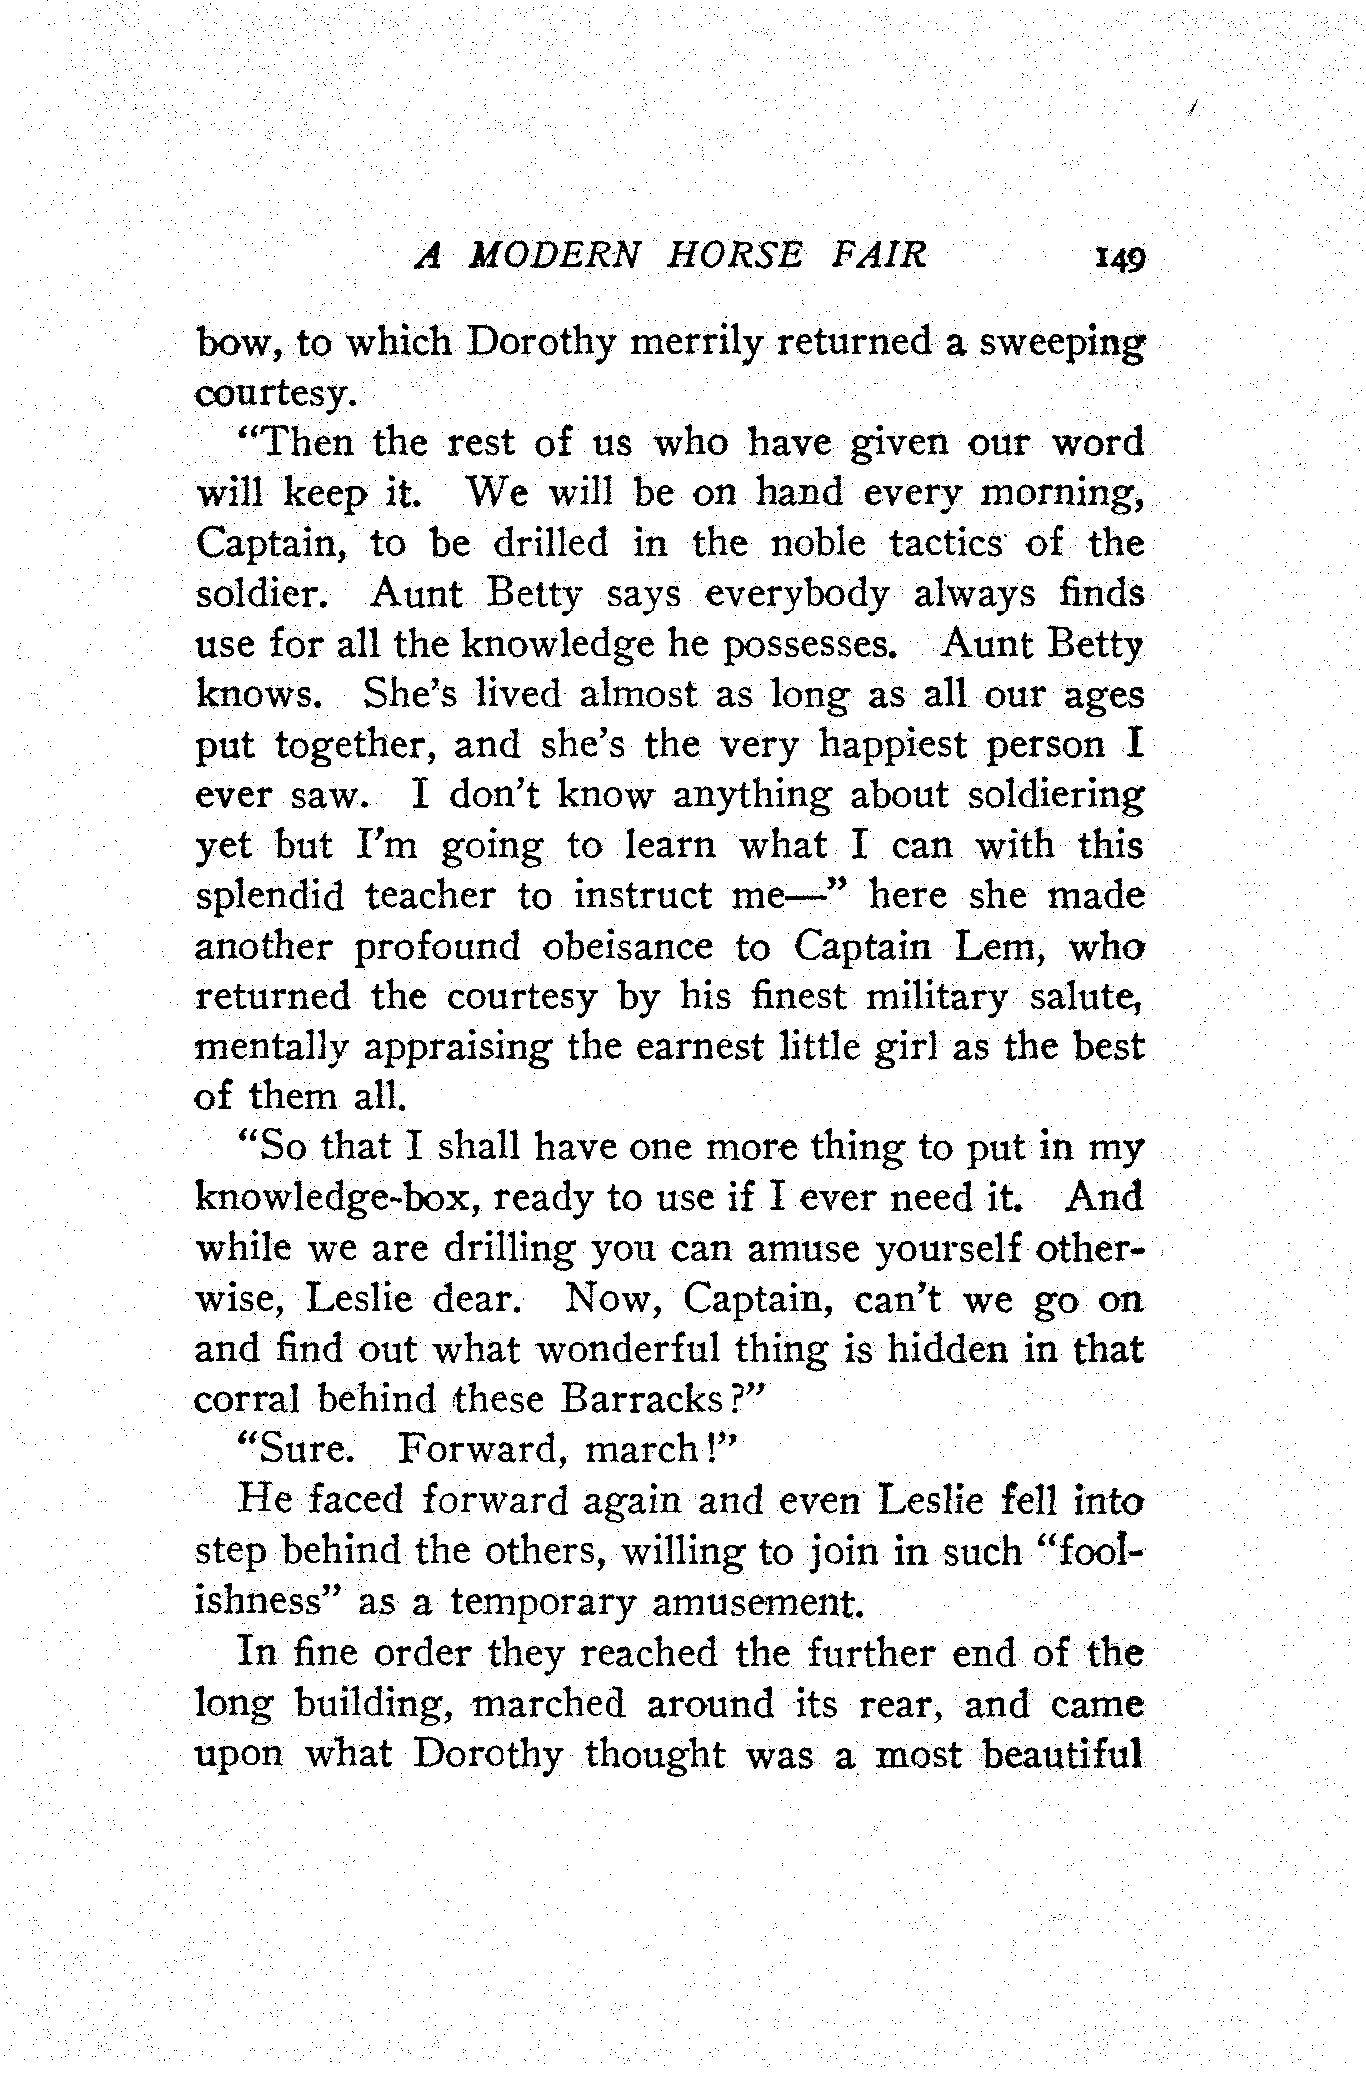 A MODERN HORSE FAIR 149
bow, to which Dorothy merrily returned a sweeping
courtesy.
“Then the rest of us who have given our word
will keep it. We will be on hand every morning,
Captain, to be drilled in the noble tactics of the
soldier. Aunt Betty says everybody always finds
use for all the knowledge he possesses. Aunt Betty
knows. She’s lived almost as long as all our ages
put together, and she’s the very happiest person I
ever saw. I don’t know anything about soldiering
yet but I’m going to learn what I can with this
splendid teacher to instruct me—” here she made
another profound obeisance to Captain Lem, who
returned the courtesy by his finest military salute,
mentally appraising the earnest little girl as the best
of them all.
“So that I shall have one more thing to put in my
knowledge-box, ready to use if I ever need it. And
while we are drilling you can amuse yourself other-
wise, Leslie dear. Now, Captain, can’t we go on
and find out what wonderful thing is hidden in that
corral behind these Barracks?”
“Sure. Forward, march!”
He faced forward again and even Leslie fell into
step behind the others, willing to join in such “fool-
ishness” as a temporary amusement.
In fine order they reached the further end of the
long building, marched around its rear, and came
upon what Dorothy thought was a most beautiful